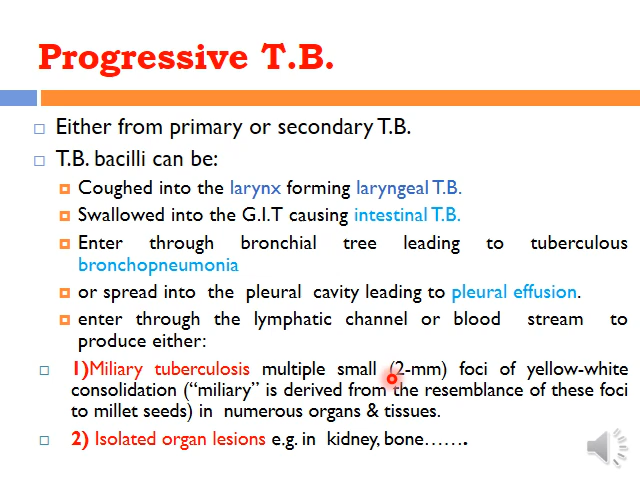 Progressive T.B.
Either from primary or secondary T.B.
T.B. bacilli can be:
Coughed into the larynx forming laryngeal T.B.
Swallowed into the G.I.T causing intestinal T.B.
Enter through bronchial tree leading to tuberculous
bronchopneumonia
or spread into the pleural cavity leading to pleural effusion.
enter through the lymphatic channel or blood stream to
produce either:
1)Miliary tuberculosis multiple small (2-mm) foci of yellow-white
consolidation (“miliary” is derived from the resemblance of these foci
to millet seeds) in numerous organs & tissues.
2) Isolated organ lesions e.g. in kidney, bone…….